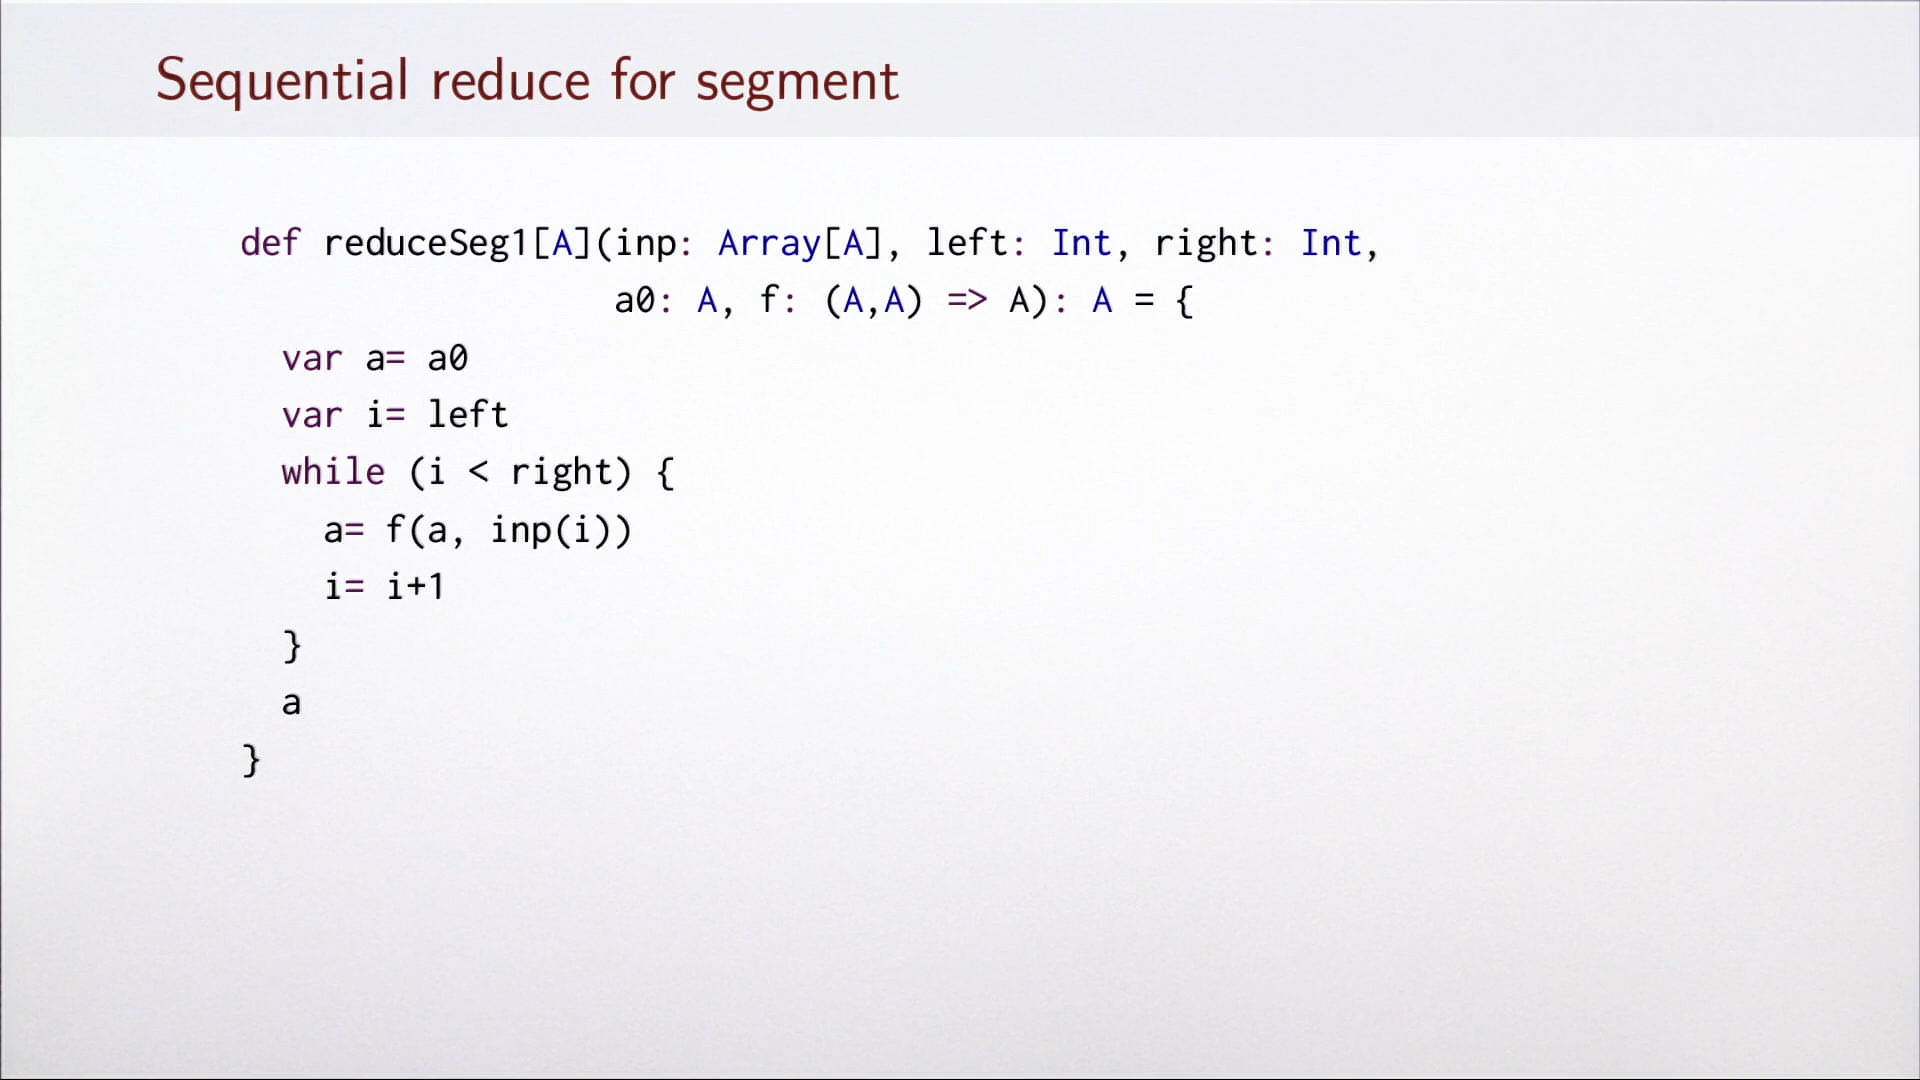 Sequential reduce for segment
def reduceSeg1[A](inp: Array[A], left: Int, right: Int,
a0: A, f: (A,A) => A): A = {
var a= a0
var i= left
while (i < right) {
a= f(a, inp(i))
i= i+1
}
a
}